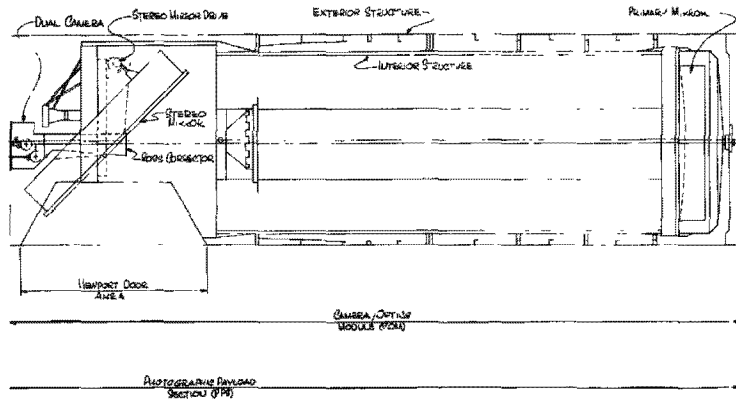 DUAL CAMERA
STEREO MIRROR DRIVE
EXTERIOR STRUCTURE
PRIMARY MIRROR
INTERIOR STRUCTURE
STEREO
MIRROR
ROSS CORRECTOR
VIEWPORT DOOR
AREA
CAMERA/OPTICS
MODULE (COM)
PHOTOGRAPHIC PAYLOAD
SECTION (PPS)